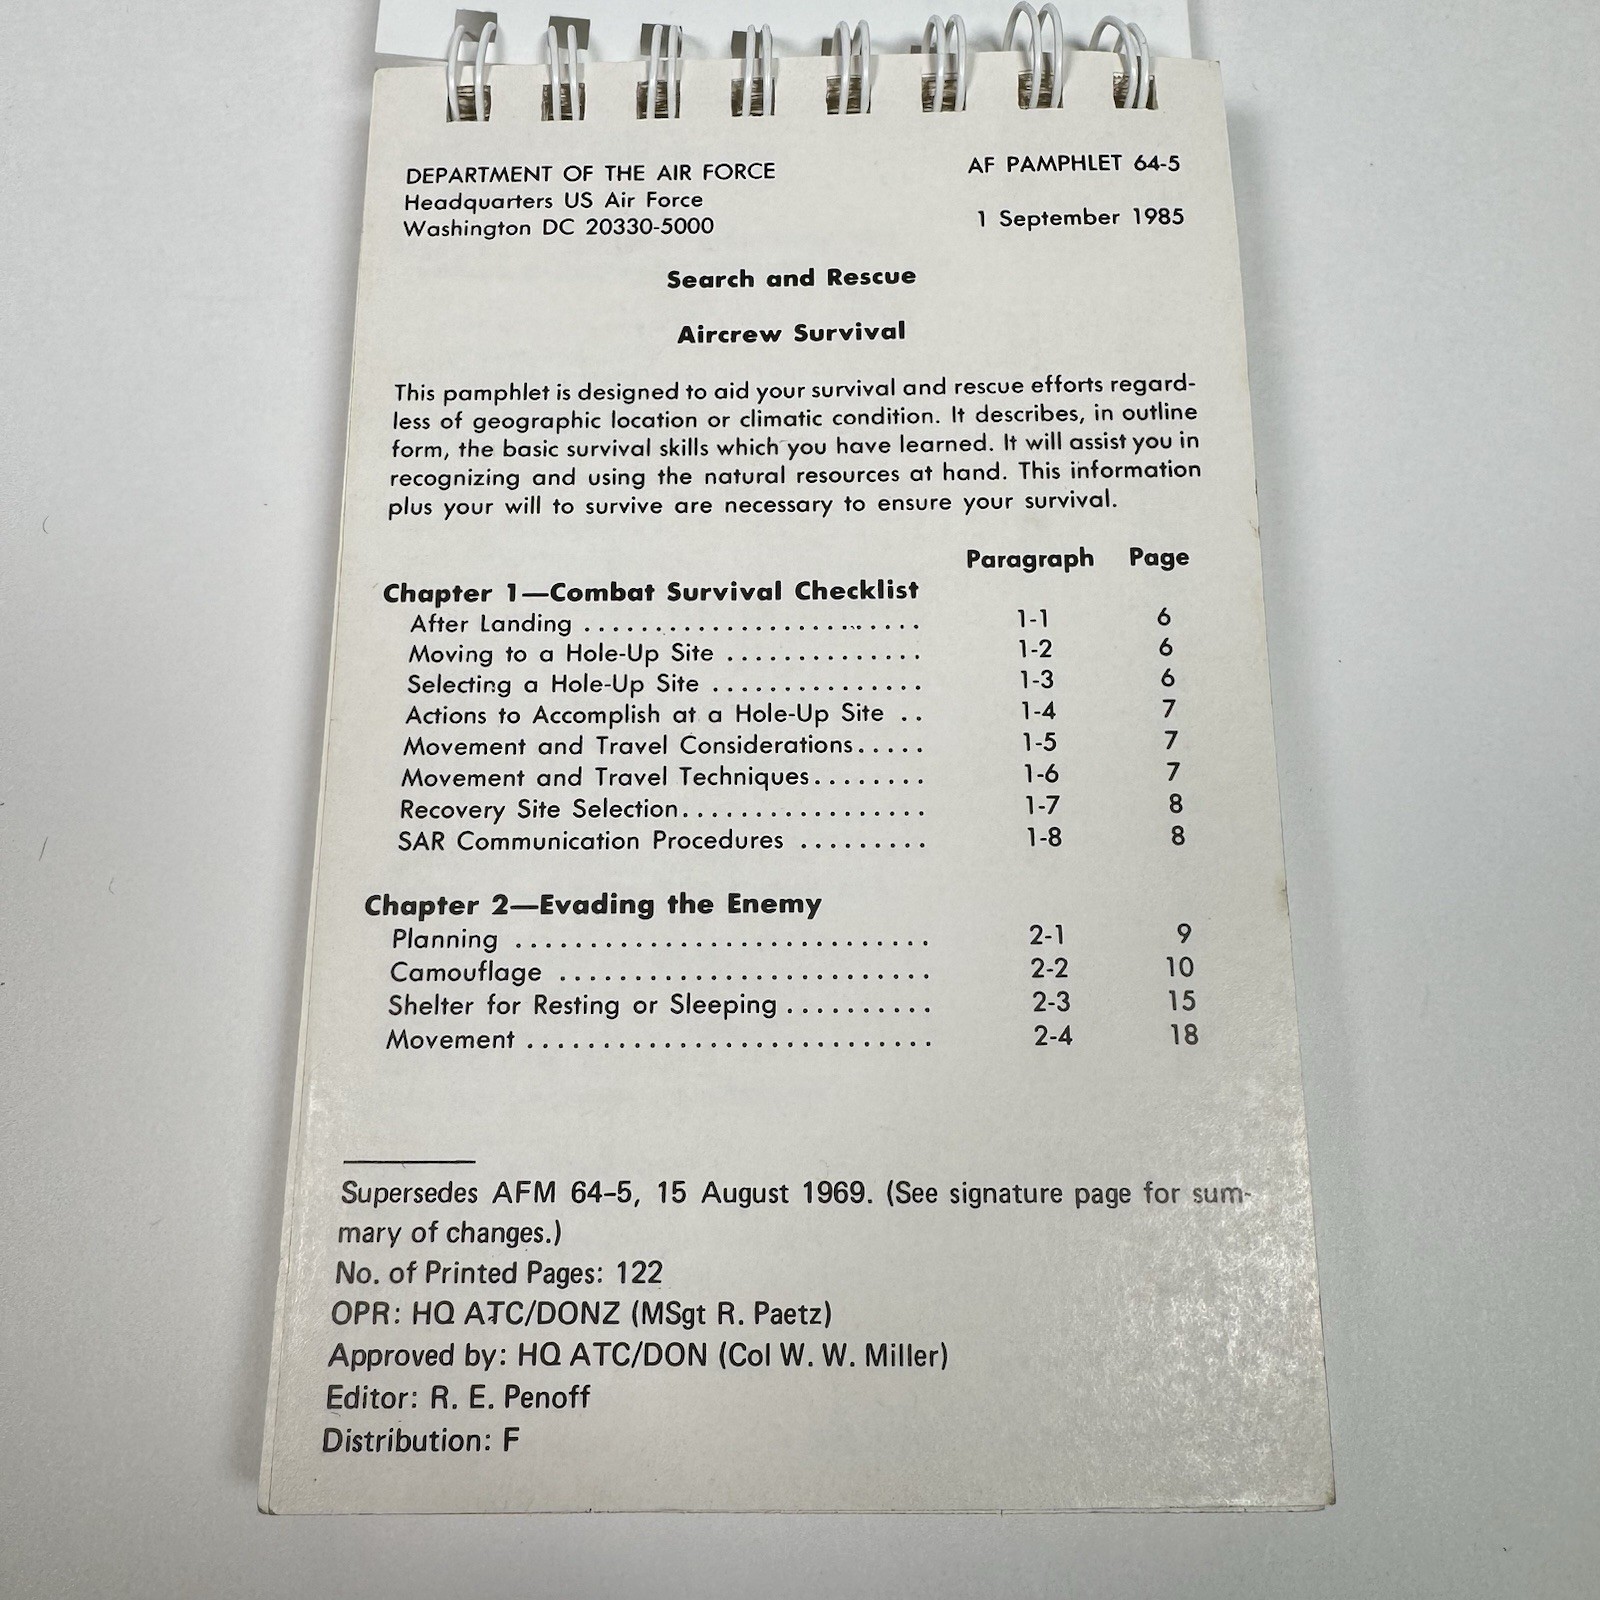 DEPARTMENT OF THE AIR FORCE AF PAMPHLET 64-5
Headquarters US Air Force
Washington DC 20330-5000 1 September 1985
Search and Rescue
Aircrew Survival
This pamphlet is designed to aid your survival and rescue efforts regard-
less of geographic location or climatic condition. It describes, in outline
form, the basic survival skills which you have learned. It will assist you in
recognizing and using the natural resources at hand. This information
plus your will to survive are necessary to ensure your survival.
Paragraph Page
Chapter 1—Combat Survival Checklist
After Landing ........................ 1-1 6
Moving to a Hole-Up Site .............. 1-2 6
Selecting a Hole-Up Site ............... 1-3 6
Actions to Accomplish at a Hole-Up Site .. 1-4 7
Movement and Travel Considerations..... 1-5 7
Movement and Travel Techniques........ 1-6 7
Recovery Site Selection................. 1-7 8
SAR Communication Procedures ......... 1-8 8
Chapter 2—Evading the Enemy
Planning ............................ 2-1 9
Camouflage ......................... 2-2 10
Shelter for Resting or Sleeping .......... 2-3 15
Movement ........................... 2-4 18
Supersedes AFM 64-5, 15 August 1969. (See signature page for sum-
mary of changes.)
No. of Printed Pages: 122
OPR: HQ ATC/DONZ (MSgt R. Paetz)
Approved by: HQ ATC/DON (Col W. W. Miller)
Editor: R. E. Penoff
Distribution: F